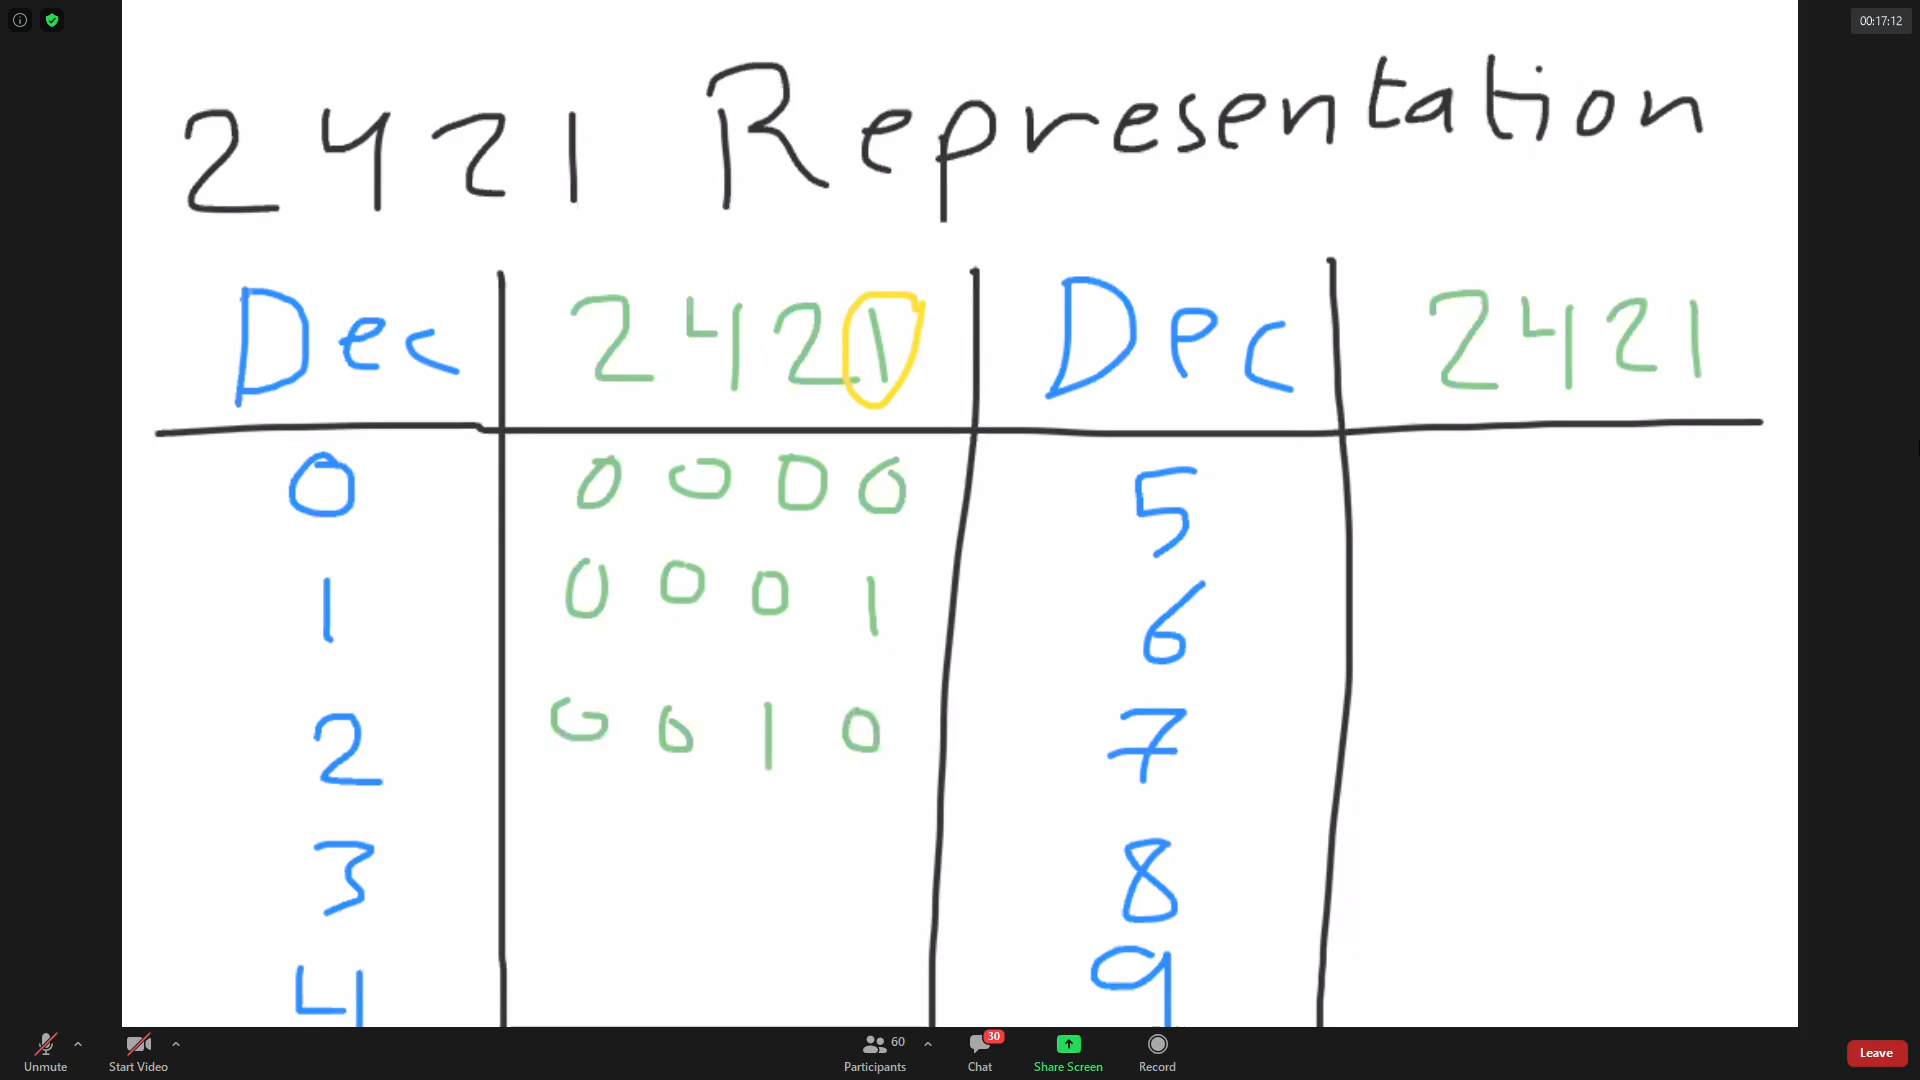 00:17:12
2421 Representation
Dec 2421 Dec 2421
0 0000 5
1 0001 6
2 0010 7
3 8
4 9
Unmute Start Video 60 Participants 30 Chat Share Screen Record Leave